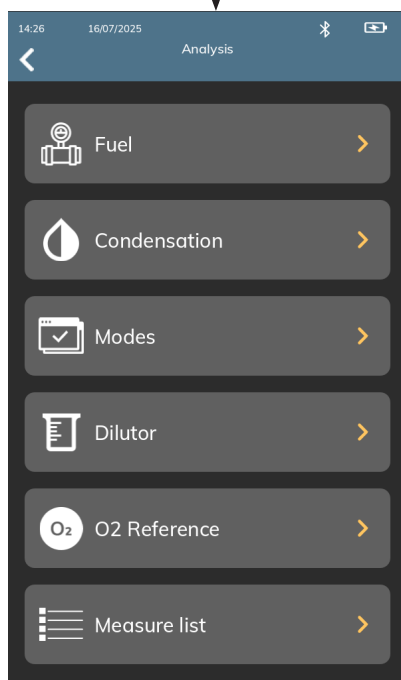 14:26 16/07/2025
Analysis
Fuel
Condensation
Modes
Dilutor
O₂
O2 Reference
Measure list